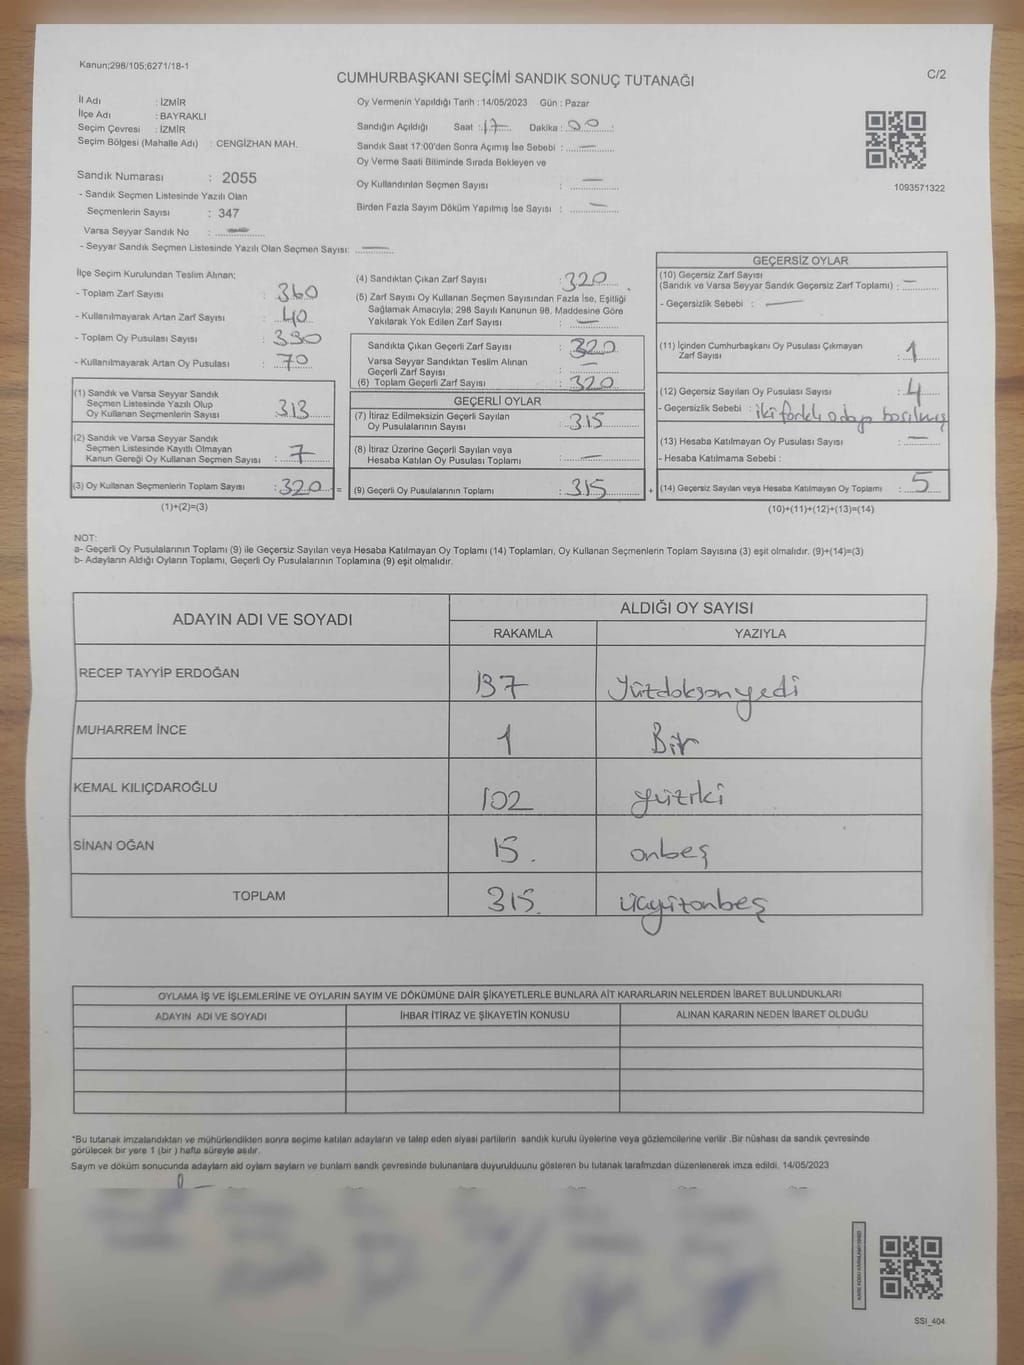 Kanun;298/105;6271/18-1
C/2
CUMHURBAŞKANI SEÇİMİ SANDIK SONUÇ TUTANAĞI
İl Adı : İZMİR
İlçe Adı : BAYRAKLI
Seçim Çevresi : İZMİR
Seçim Bölgesi (Mahalle Adı) : CENGİZHAN MAH.
Sandık Numarası : 2055
- Sandık Seçmen Listesinde Yazılı Olan
Seçmenlerin Sayısı : 347
Varsa Seyyar Sandık No : —
- Seyyar Sandık Seçmen Listesinde Yazılı Olan Seçmen Sayısı: —
Oy Vermenin Yapıldığı Tarih : 14/05/2023 Gün : Pazar
Sandığın Açıldığı Saat : 17 Dakika : 00
Sandık Saat 17:00'den Sonra Açımış İse Sebebi : —
Oy Verme Saati Bitiminde Sırada Bekleyen ve
Oy Kullandırılan Seçmen Sayısı : —
Birden Fazla Sayım Döküm Yapılmış İse Sayısı : —
1093571322
İlçe Seçim Kurulundan Teslim Alınan;
- Toplam Zarf Sayısı : 360
- Kullanılmayarak Artan Zarf Sayısı : 40
- Toplam Oy Pusulası Sayısı : 390
- Kullanılmayarak Artan Oy Pusulası : 70
(1) Sandık ve Varsa Seyyar Sandık
Seçmen Listesinde Yazılı Olup
Oy Kullanan Seçmenlerin Sayısı : 313
(2) Sandık ve Varsa Seyyar Sandık
Seçmen Listesinde Kayıtlı Olmayan
Kanun Gereği Oy Kullanan Seçmen Sayısı : 7
(3) Oy Kullanan Seçmenlerin Toplam Sayısı : 320 =
(1)+(2)=(3)
(4) Sandıktan Çıkan Zarf Sayısı : 320
(5) Zarf Sayısı Oy Kullanan Seçmen Sayısından Fazla İse, Eşitliği
Sağlamak Amacıyla; 298 Sayılı Kanunun 98. Maddesine Göre
Yakılarak Yok Edilen Zarf Sayısı : —
Sandıkta Çıkan Geçerli Zarf Sayısı : 320
Varsa Seyyar Sandıktan Teslim Alınan
Geçerli Zarf Sayısı : —
(6) Toplam Geçerli Zarf Sayısı : 320
GEÇERLİ OYLAR
(7) İtiraz Edilmeksizin Geçerli Sayılan
Oy Pusulalarının Sayısı : 315
(8) İtiraz Üzerine Geçerli Sayılan veya
Hesaba Katılan Oy Pusulası Toplamı : —
(9) Geçerli Oy Pusulalarının Toplamı : 315 +
GEÇERSİZ OYLAR
(10) Geçersiz Zarf Sayısı
(Sandık ve Varsa Seyyar Sandık Geçersiz Zarf Toplamı) : —
- Geçersizlik Sebebi : —
(11) İçinden Cumhurbaşkanı Oy Pusulası Çıkmayan
Zarf Sayısı : 1
(12) Geçersiz Sayılan Oy Pusulası Sayısı : 4
- Geçersizlik Sebebi : iki farklı adaya basılmış
(13) Hesaba Katılmayan Oy Pusulası Sayısı : —
- Hesaba Katılmama Sebebi :
(14) Geçersiz Sayılan veya Hesaba Katılmayan Oy Toplamı : 5
(10)+(11)+(12)+(13)=(14)
NOT:
a- Geçerli Oy Pusulalarının Toplamı (9) ile Geçersiz Sayılan veya Hesaba Katılmayan Oy Toplamı (14) Toplamları, Oy Kullanan Seçmenlerin Toplam Sayısına (3) eşit olmalıdır. (9)+(14)=(3)
b- Adayların Aldığı Oyların Toplamı, Geçerli Oy Pusulalarının Toplamına (9) eşit olmalıdır.
ADAYIN ADI VE SOYADI
ALDIĞI OY SAYISI
RAKAMLA YAZIYLA
RECEP TAYYİP ERDOĞAN 197 Yüzdoksanyedi
MUHARREM İNCE 1 Bir
KEMAL KILIÇDAROĞLU 102 yüziki
SİNAN OĞAN 15. onbeş
TOPLAM 315. üçyüzonbeş
OYLAMA İŞ VE İŞLEMLERİNE VE OYLARIN SAYIM VE DÖKÜMÜNE DAİR ŞİKAYETLERLE BUNLARA AİT KARARLARIN NELERDEN İBARET BULUNDUKLARI
ADAYIN ADI VE SOYADI İHBAR İTİRAZ VE ŞİKAYETİN KONUSU ALINAN KARARIN NEDEN İBARET OLDUĞU
*Bu tutanak imzalandıktan ve mühürlendikten sonra seçime katılan adayların ve talep eden siyasi partilerin sandık kurulu üyelerine veya gözlemcilerine verilir .Bir nüshası da sandık çevresinde
görülecek bir yere 1 (bir ) hafta süreyle asılır.
Sayım ve döküm sonucunda adayların ald oyların sayıları ve bunların sandk çevresinde bulunanlara duyurulduunu gösteren bu tutanak tarafmzdan düzenlenerek imza edildi. 14/05/2023
SSI_404